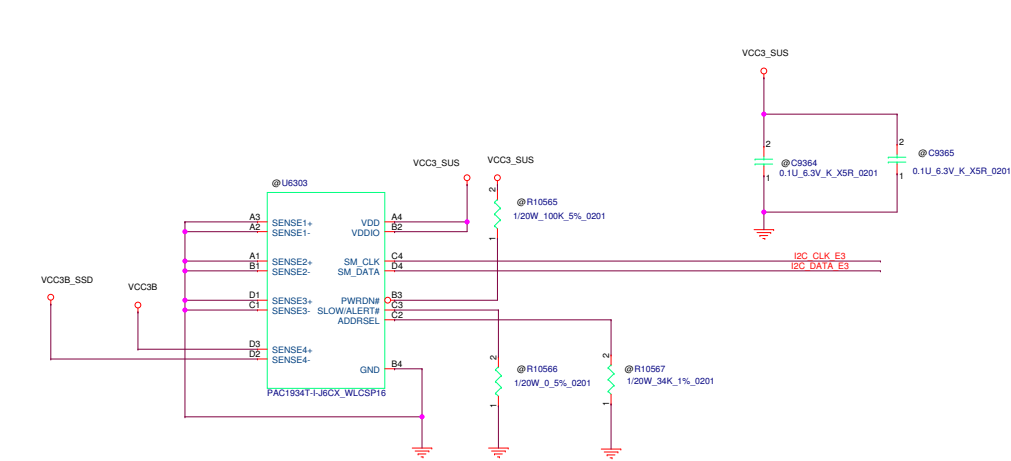 VCC3_SUS
2
2
@C9364
0.1U_6.3V_K_X5R_0201
1
@C9365
0.1U_6.3V_K_X5R_0201
1
VCC3_SUS
VCC3_SUS
@U6303
2
@R10565
1/20W_100K_5%_0201
1
A3 SENSE1+ VDD A4
A2 SENSE1- VDDIO B2
A1 SENSE2+ SM_CLK C4 I2C_CLK_E3
B1 SENSE2- SM_DATA D4 I2C_DATA_E3
VCC3B_SSD
VCC3B
D1 SENSE3+ PWRDN# B3
C1 SENSE3- SLOW/ALERT# C3
ADDRSEL C2
D3 SENSE4+
D2 SENSE4-
GND B4
PAC1934T-I-J6CX_WLCSP16
2
@R10566
1/20W_0_5%_0201
1
2
@R10567
1/20W_34K_1%_0201
1